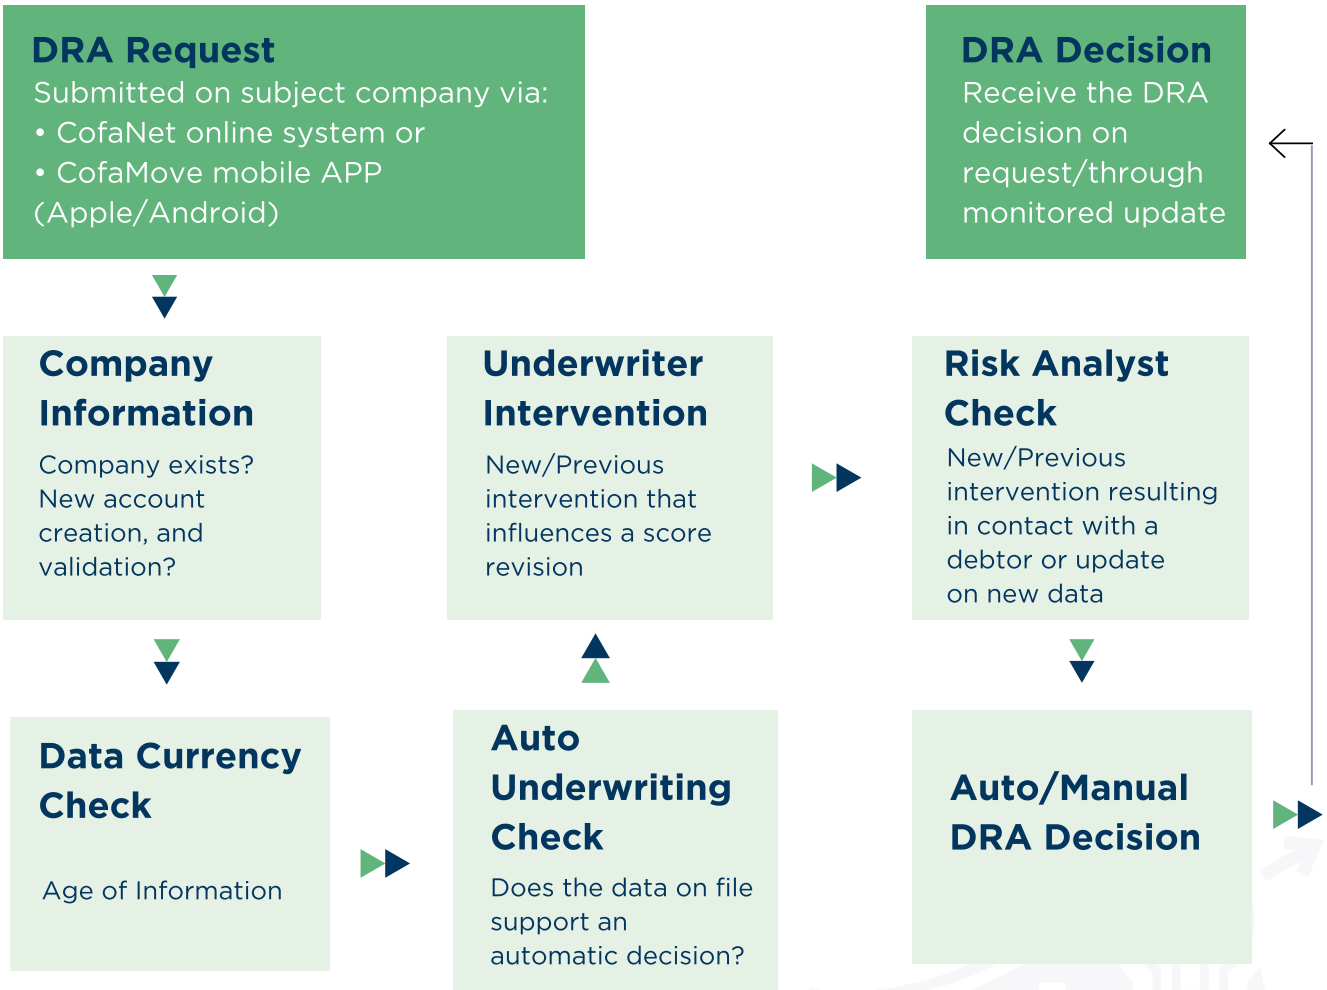 DRA Request
Submitted on subject company via:
• CofaNet online system or
• CofaMove mobile APP
(Apple/Android)
DRA Decision
Receive the DRA
decision on
request/through
monitored update
Company
Information
Company exists?
New account
creation, and
validation?
Underwriter
Intervention
New/Previous
intervention that
influences a score
revision
Risk Analyst
Check
New/Previous
intervention resulting
in contact with a
debtor or update
on new data
Data Currency
Check
Age of Information
Auto
Underwriting
Check
Does the data on file
support an
automatic decision?
Auto/Manual
DRA Decision